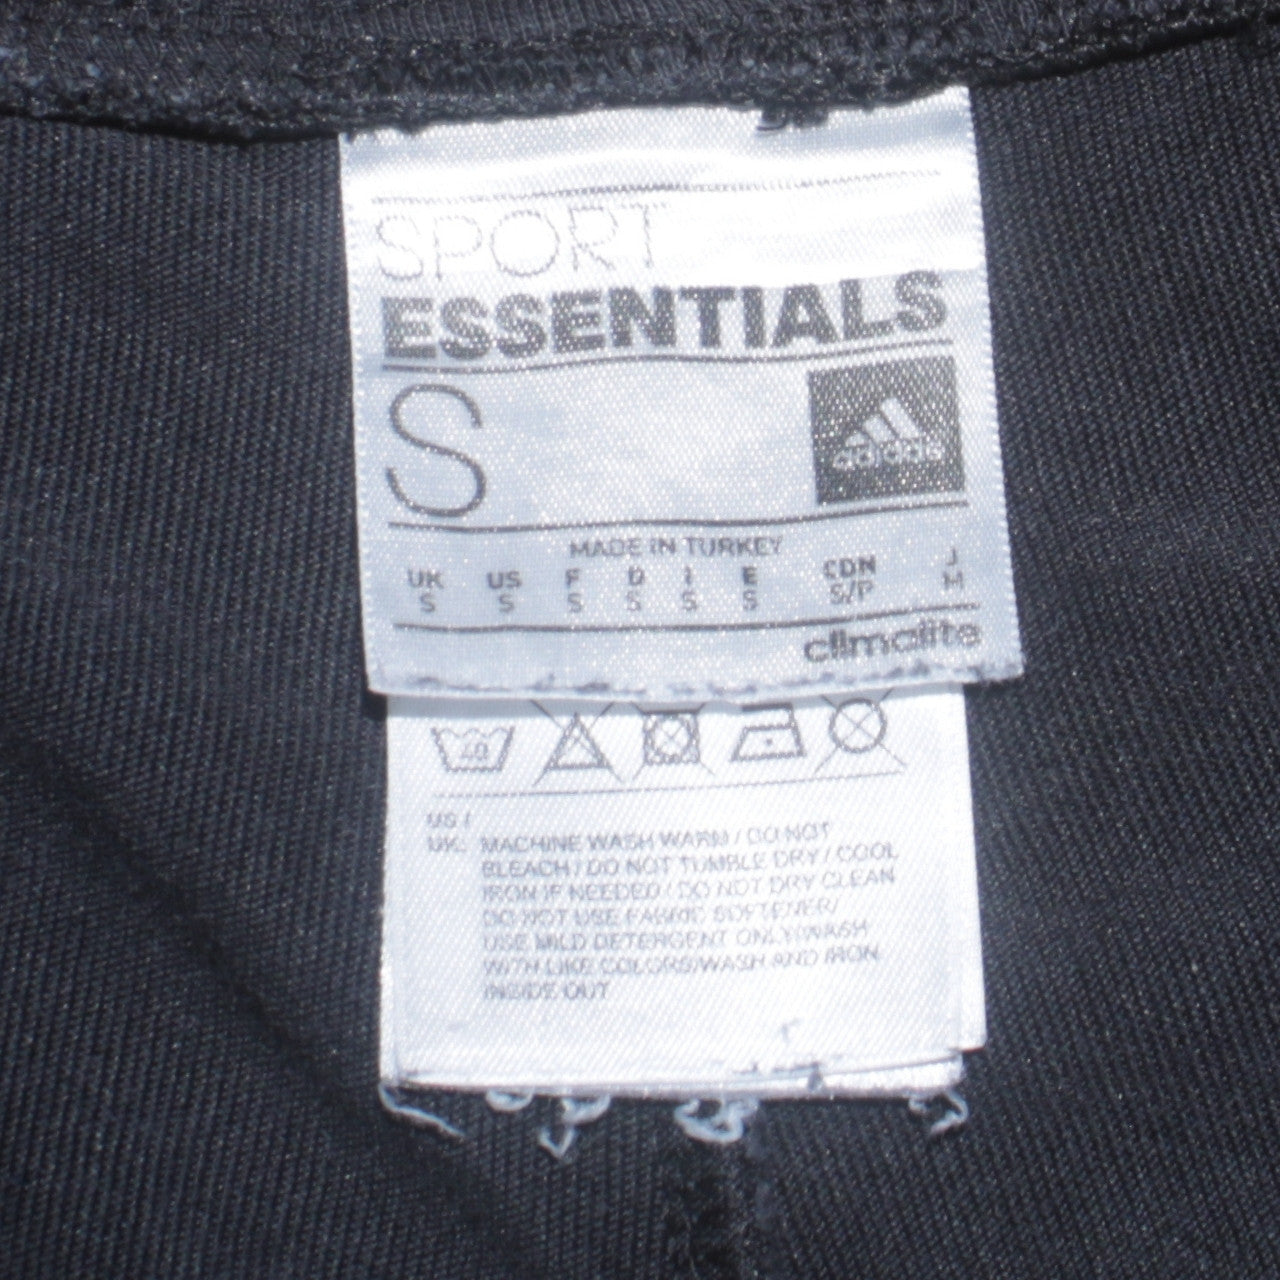 SPORT
ESSENTIALS
S
adidas
MADE IN TURKEY
UK US F D I E CDN J
S S S S S S S/P M
climalite
40
US /
UK: MACHINE WASH WARM / DO NOT
BLEACH / DO NOT TUMBLE DRY / COOL
IRON IF NEEDED / DO NOT DRY CLEAN
DO NOT USE FABRIC SOFTENER/
USE MILD DETERGENT ONLY/WASH
WITH LIKE COLORS/WASH AND IRON
INSIDE OUT